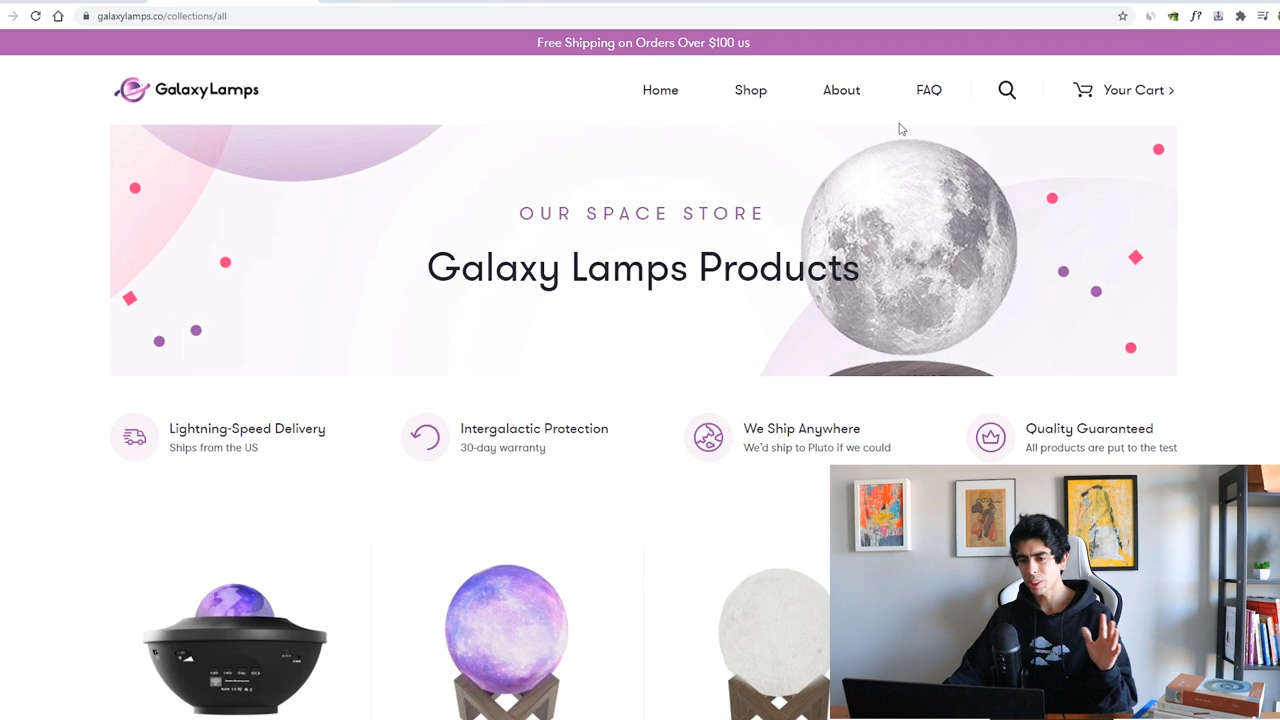 galaxylamps.co/collections/all
Free Shipping on Orders Over $100 us
GalaxyLamps
Home
Shop
About
FAQ
Your Cart >
OUR SPACE STORE
Galaxy Lamps Products
Lightning-Speed Delivery
Ships from the US
Intergalactic Protection
30-day warranty
We Ship Anywhere
We'd ship to Pluto if we could
Quality Guaranteed
All products are put to the test